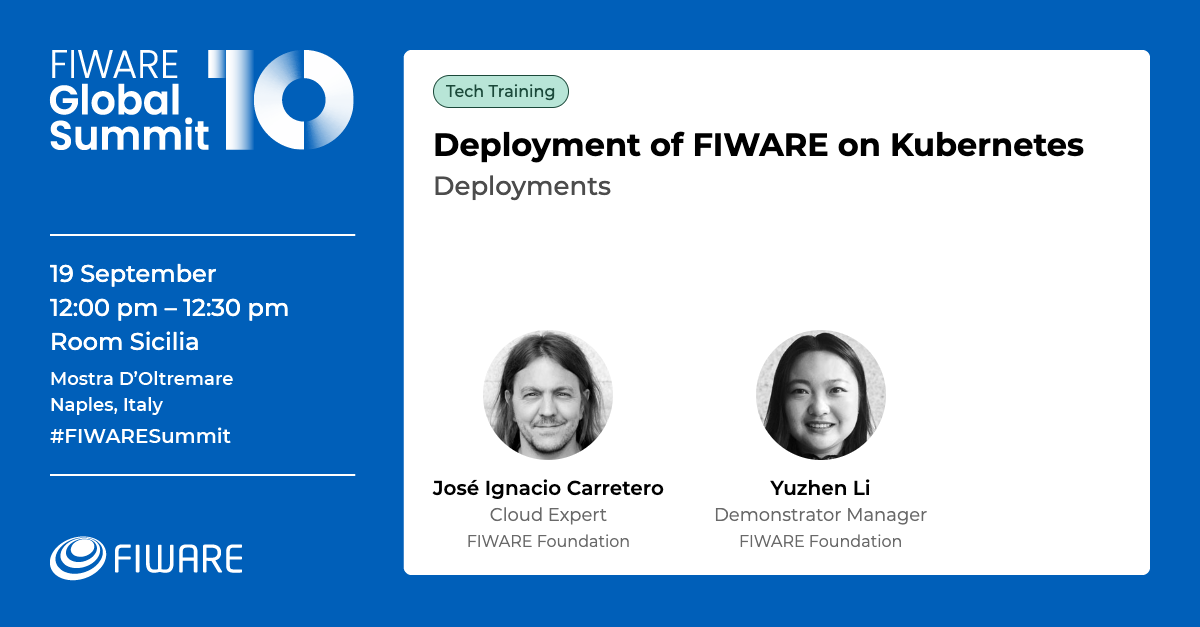 FIWARE
Global
Summit 10
19 September
12:00 pm – 12:30 pm
Room Sicilia
Mostra D’Oltremare
Naples, Italy
#FIWARESummit
FIWARE
Tech Training
Deployment of FIWARE on Kubernetes
Deployments
José Ignacio Carretero
Cloud Expert
FIWARE Foundation
Yuzhen Li
Demonstrator Manager
FIWARE Foundation